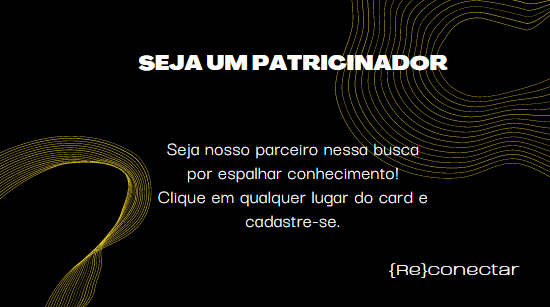 SEJA UM PATRICINADOR
Seja nosso parceiro nessa busca
por espalhar conhecimento!
Clique em qualquer lugar do card e
cadastre-se.
{Re}conectar